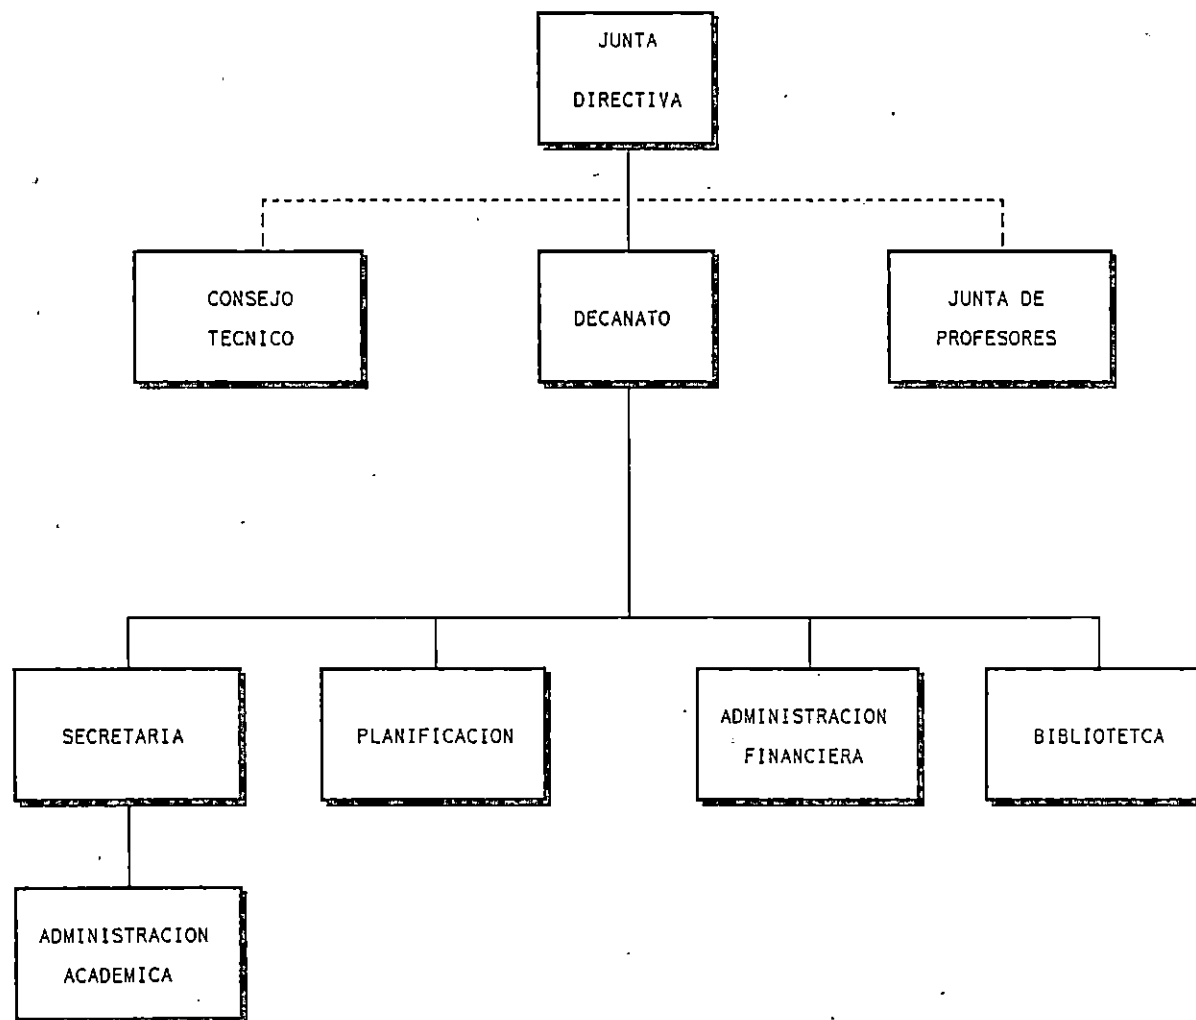 JUNTA
DIRECTIVA
CONSEJO
TECNICO
DECANATO
JUNTA DE
PROFESORES
SECRETARIA
PLANIFICACION
ADMINISTRACION
FINANCIERA
BIBLIOTETCA
ADMINISTRACION
ACADEMICA